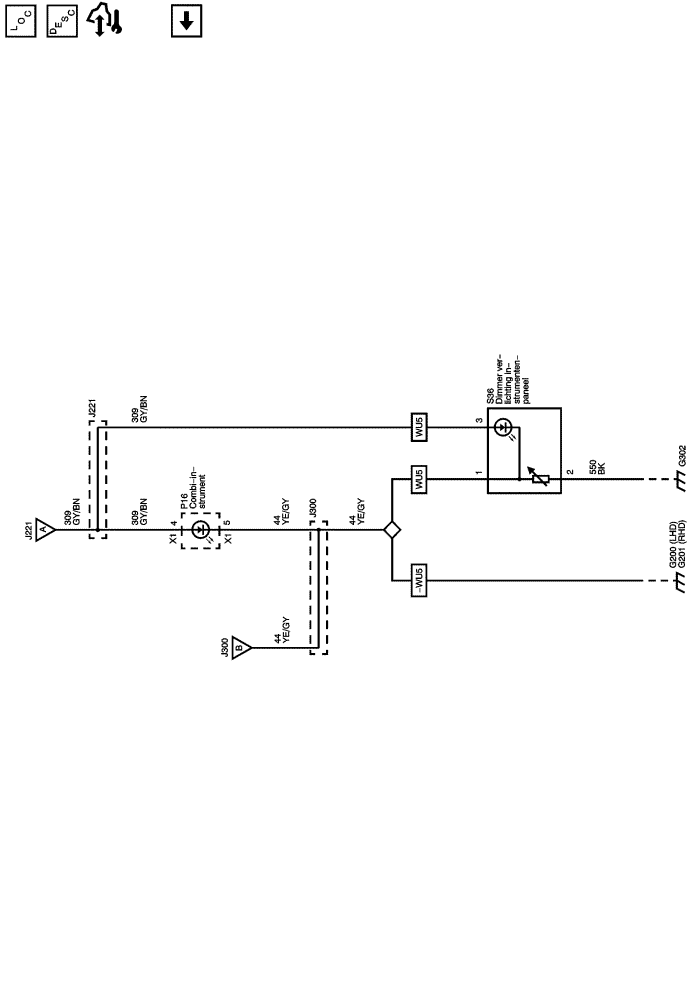 LOC
DESC
J221
A
309
GY/BN
J221
309
GY/BN
309
GY/BN
X1
4
P16
Combi–in–
strument
X1
5
44
YE/GY
J300
B
44
YE/GY
J300
44
YE/GY
WU5
WU5
–WU5
S36
Dimmer ver–
lichting in–
strumenten–
paneel
3
1
2
550
BK
G302
G200 (LHD)
G201 (RHD)